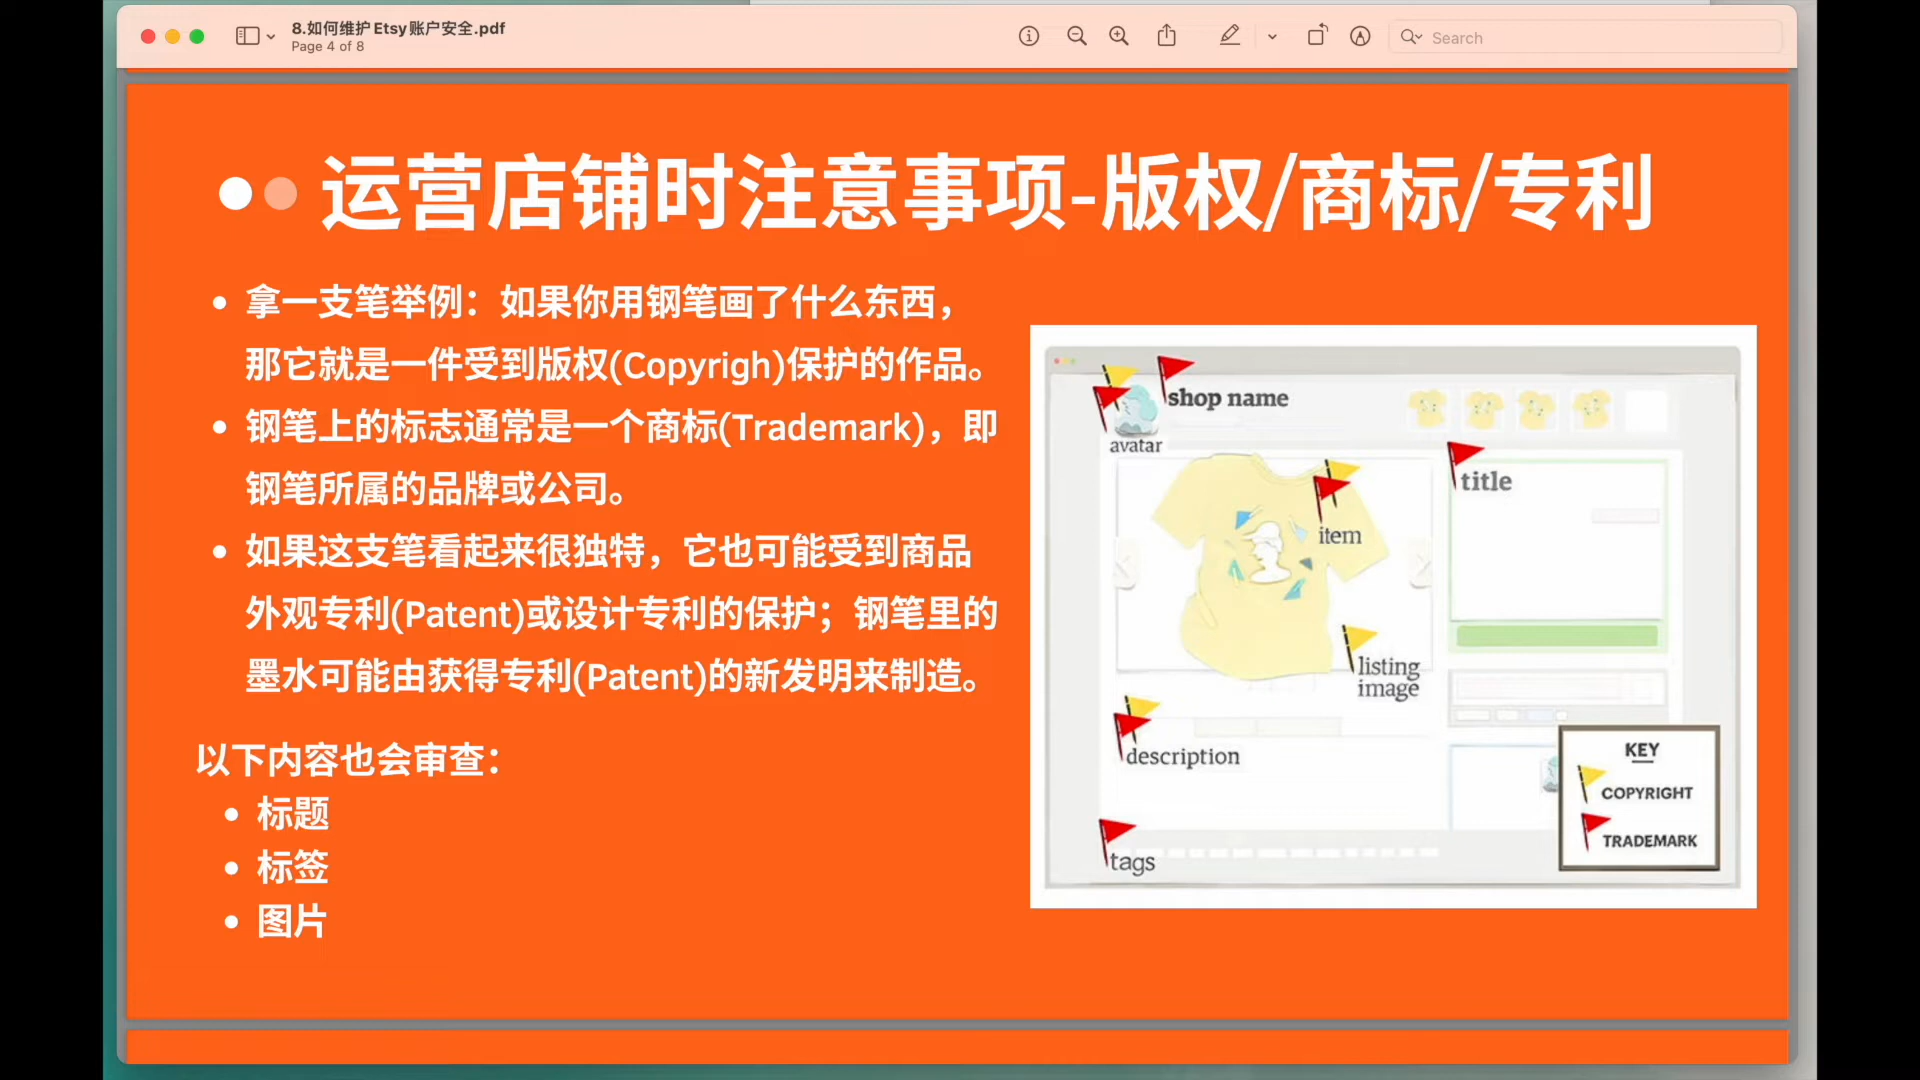 8.如何维护Etsy账户安全.pdf
Page 4 of 8
Search
运营店铺时注意事项-版权/商标/专利
• 拿一支笔举例：如果你用钢笔画了什么东西，
那它就是一件受到版权(Copyrigh)保护的作品。
• 钢笔上的标志通常是一个商标(Trademark)，即
钢笔所属的品牌或公司。
• 如果这支笔看起来很独特，它也可能受到商品
外观专利(Patent)或设计专利的保护；钢笔里的
墨水可能由获得专利(Patent)的新发明来制造。
以下内容也会审查：
• 标题
• 标签
• 图片
shop name
avatar
title
item
listing
image
description
tags
KEY
COPYRIGHT
TRADEMARK